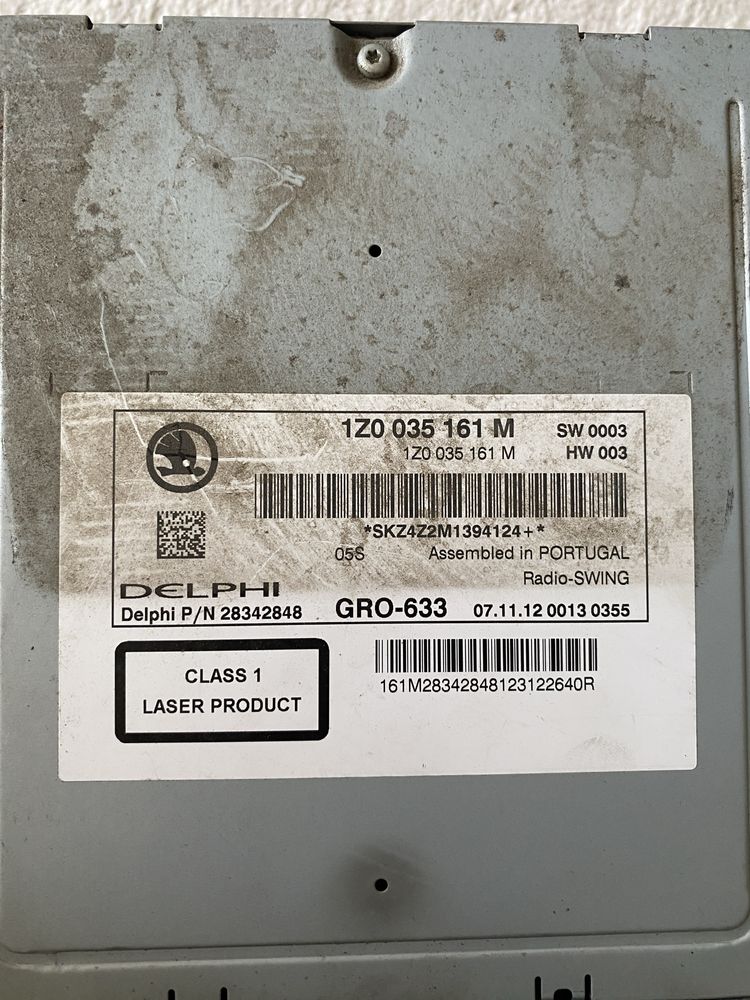 1Z0 035 161 M SW 0003
1Z0 035 161 M HW 003
*SKZ4Z2M1394124+*
05S Assembled in PORTUGAL
Radio-SWING
DELPHI
Delphi P/N 28342848 GRO-633 07.11.12 0013 0355
CLASS 1
LASER PRODUCT
161M28342848123122640R